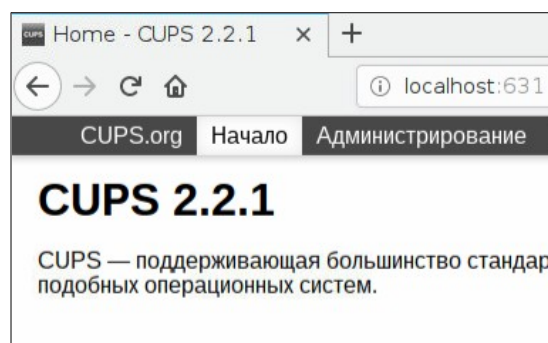 CUPS Home - CUPS 2.2.1
localhost:631
CUPS.org Начало Администрирование
CUPS 2.2.1
CUPS — поддерживающая большинство стандар
подобных операционных систем.